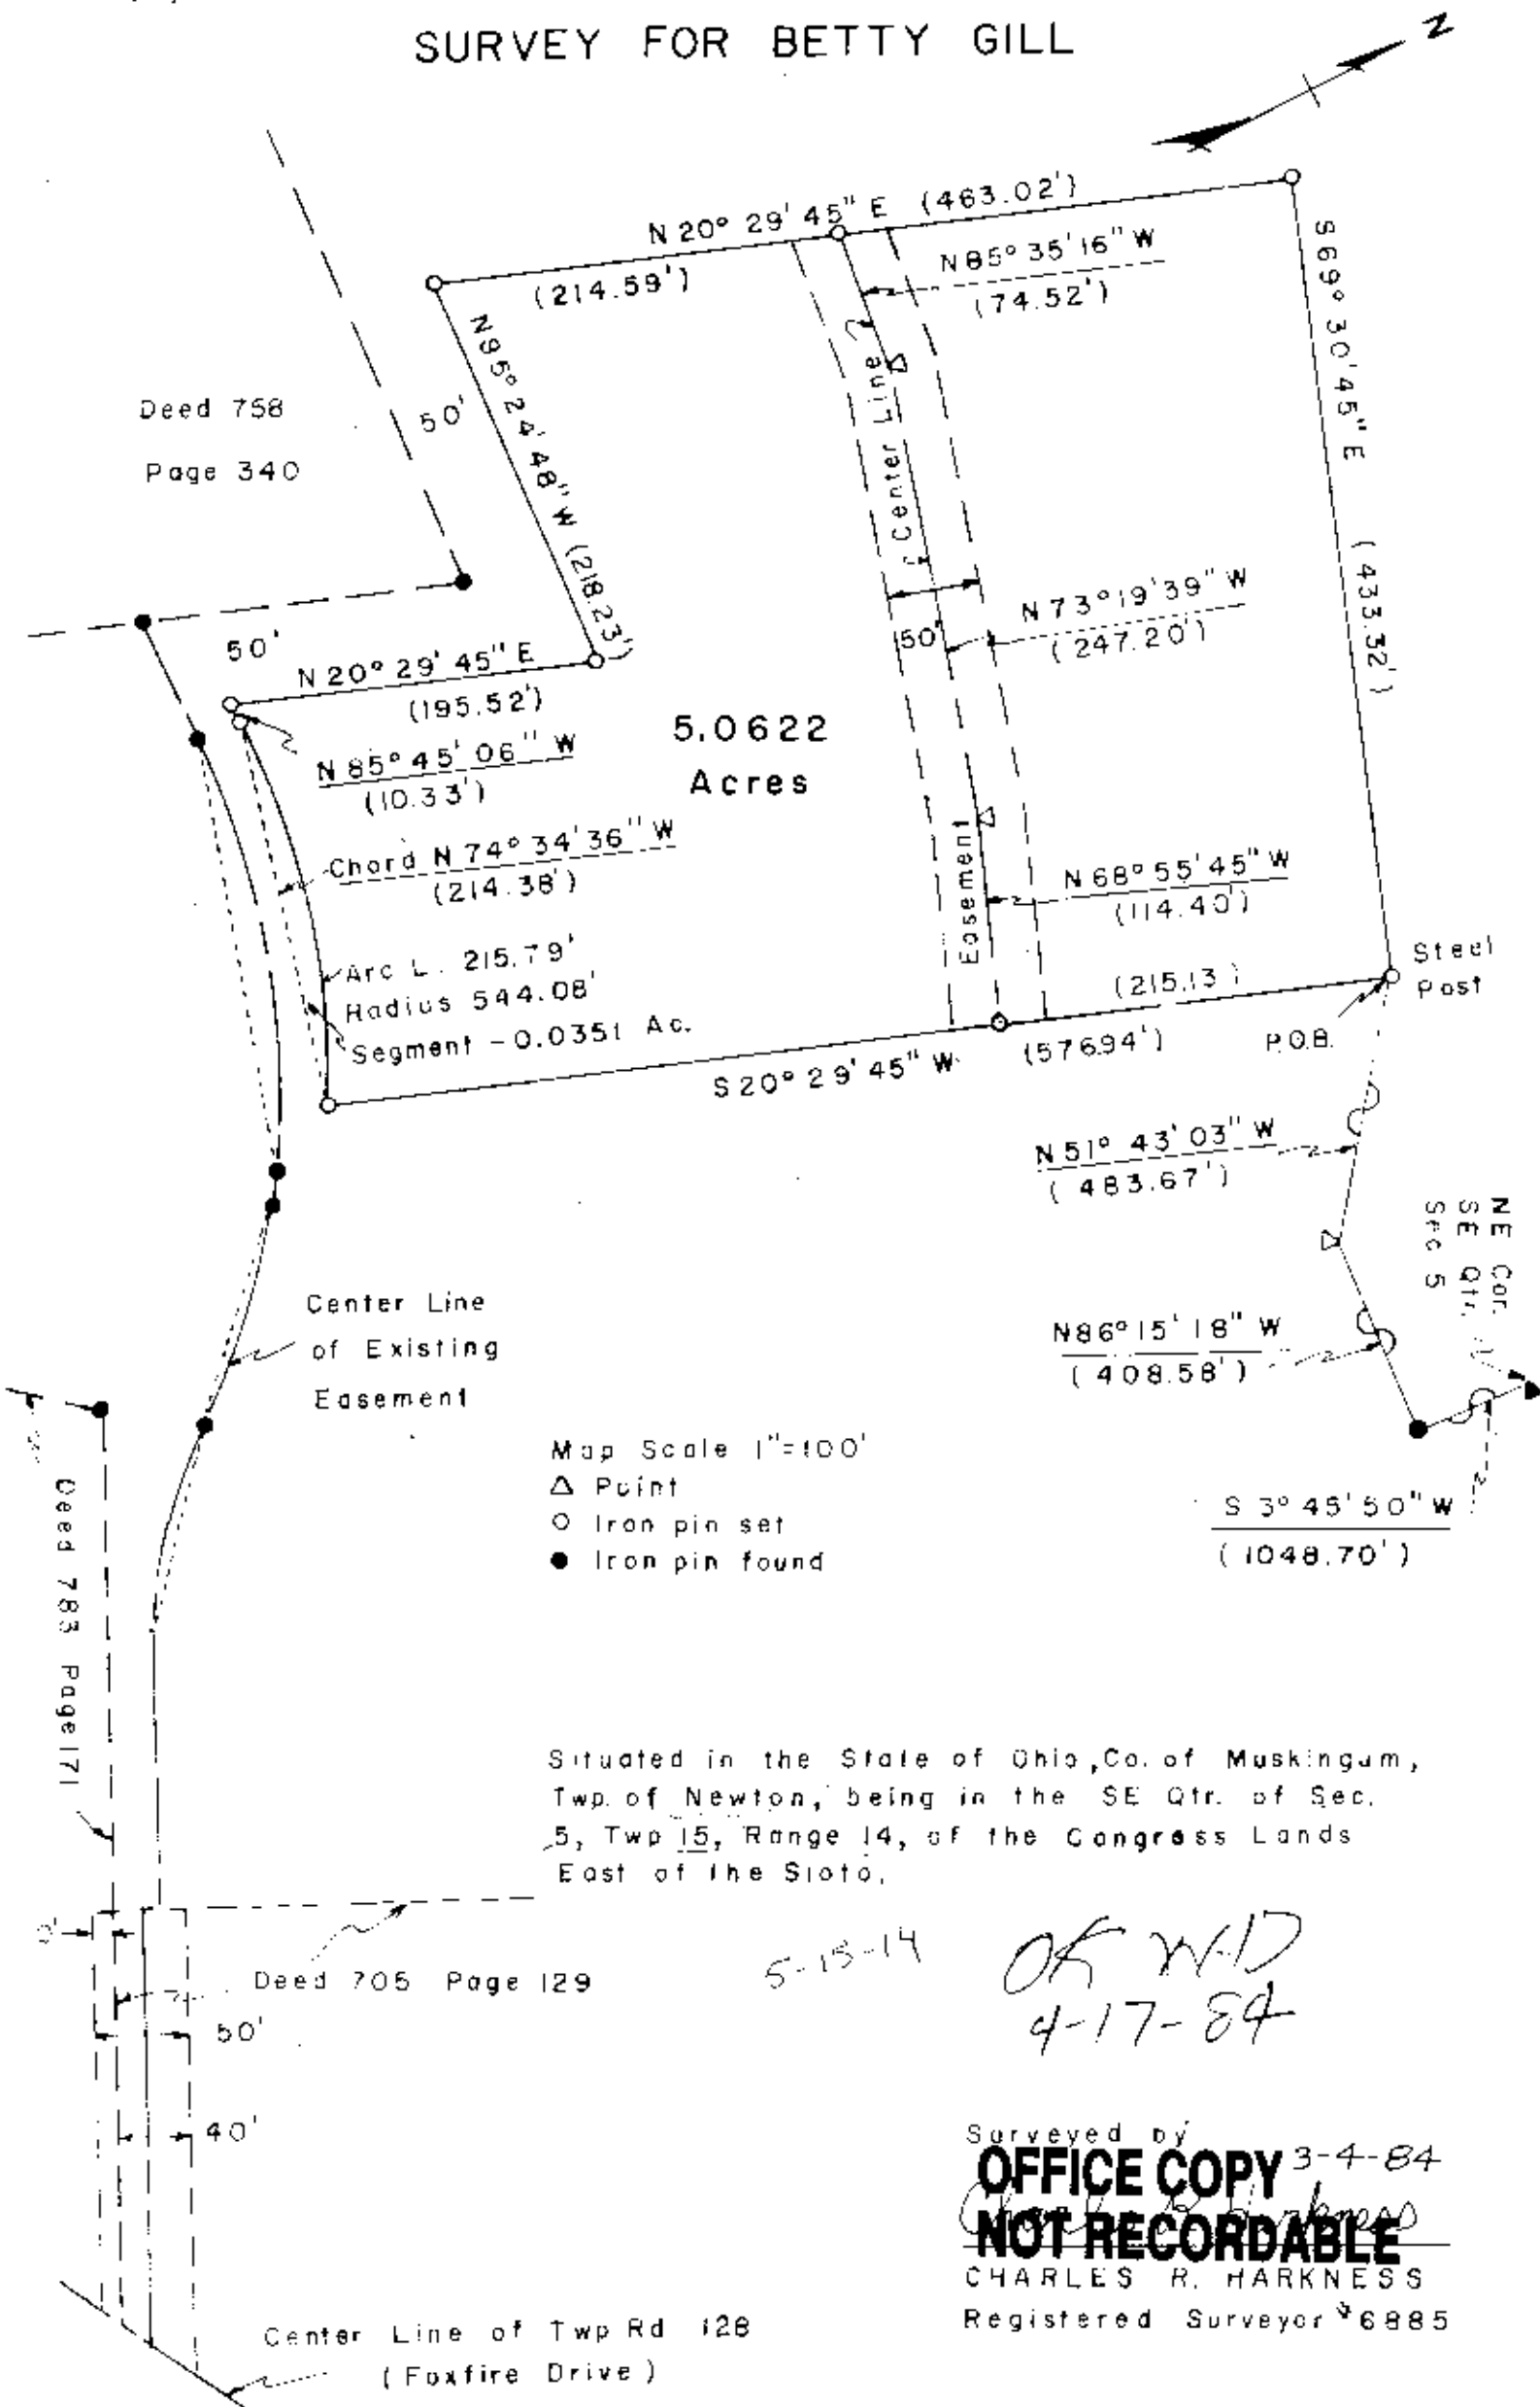 SURVEY FOR BETTY GILL
N
N 20° 29' 45" E (463.02')
(214.59')
N 85° 35' 16" W
(74.52')
S 69° 30' 45" E (433.32')
N 95° 24' 48" W (218.23')
Deed 758
Page 340
50'
50'
Center Line
N 20° 29' 45" E
(195.52')
N 73° 19' 39" W
(247.20')
50'
5.0622
Acres
N 85° 45' 06" W
(10.33')
Chord N 74° 34' 36" W
(214.38')
Easement
N 68° 55' 45" W
(114.40')
Arc L. 215.79'
Radius 544.08'
Segment - 0.0351 Ac.
(215.13)
Steel
Post
P.O.B.
S 20° 29' 45" W (576.94')
N 51° 43' 03" W
(483.67')
NE Cor.
SE Qtr.
Sec 5
N 86° 15' 18" W
(408.58')
Center Line
of Existing
Easement
Map Scale 1"=100'
△ Point
○ Iron pin set
● Iron pin found
S 3° 45' 50" W
(1048.70')
Deed 783 Page 171
Situated in the State of Ohio, Co. of Muskingum,
Twp. of Newton, being in the SE Qtr. of Sec.
5, Twp 15, Range 14, of the Congress Lands
East of the Sioto.
Deed 705 Page 129
5-15-14
OK W.D
4-17-84
50'
40'
Surveyed by
OFFICE COPY 3-4-84
Charles R. Harkness
NOT RECORDABLE
CHARLES R. HARKNESS
Registered Surveyor #6885
Center Line of Twp Rd 128
(Foxfire Drive)